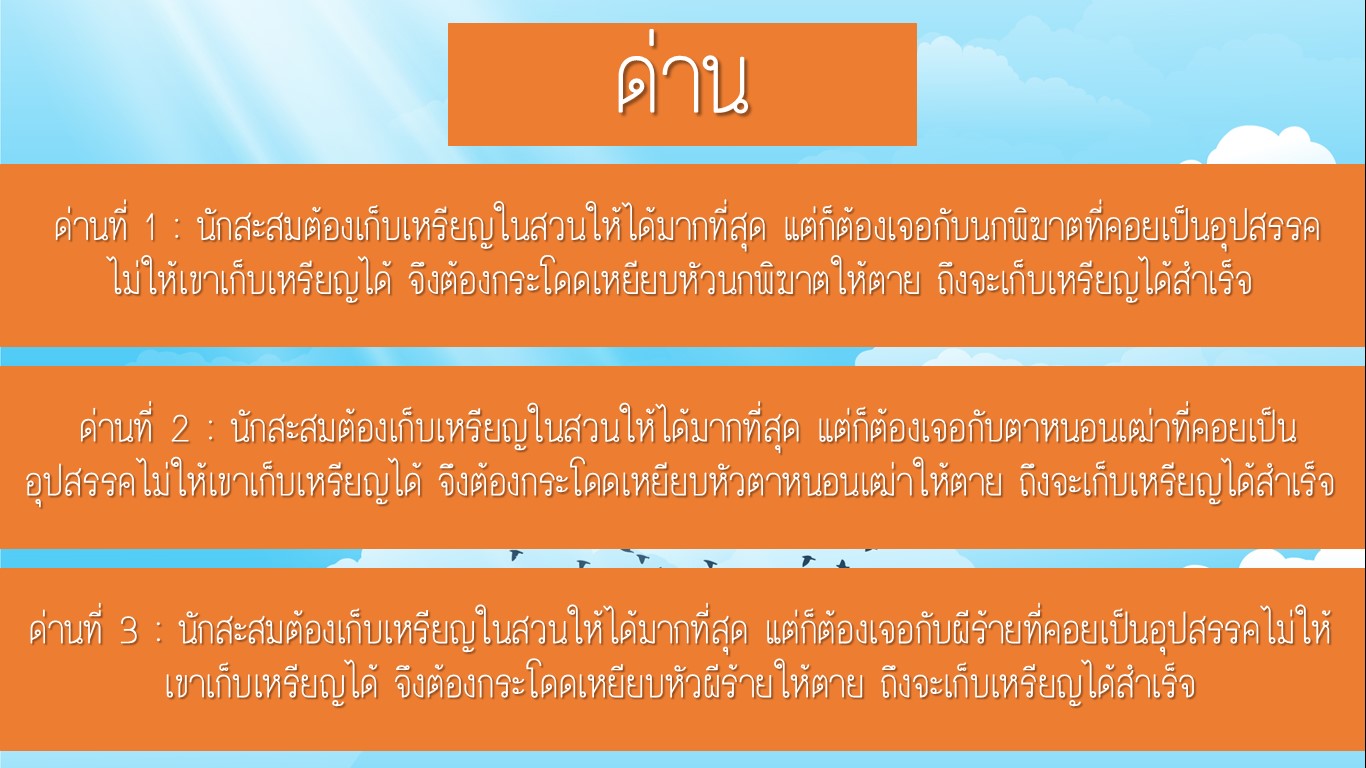 ด่าน
ด่านที่ 1 : นักสะสมต้องเก็บเหรียญในสวนให้ได้มากที่สุด แต่ก็ต้องเจอกับนกพิฆาตที่คอยเป็นอุปสรรค
ไม่ให้เขาเก็บเหรียญได้ จึงต้องกระโดดเหยียบหัวนกพิฆาตให้ตาย ถึงจะเก็บเหรียญได้สำเร็จ
ด่านที่ 2 : นักสะสมต้องเก็บเหรียญในสวนให้ได้มากที่สุด แต่ก็ต้องเจอกับตาหนอนเฒ่าที่คอยเป็น
อุปสรรคไม่ให้เขาเก็บเหรียญได้ จึงต้องกระโดดเหยียบหัวตาหนอนเฒ่าให้ตาย ถึงจะเก็บเหรียญได้สำเร็จ
ด่านที่ 3 : นักสะสมต้องเก็บเหรียญในสวนให้ได้มากที่สุด แต่ก็ต้องเจอกับผีร้ายที่คอยเป็นอุปสรรคไม่ให้
เขาเก็บเหรียญได้ จึงต้องกระโดดเหยียบหัวผีร้ายให้ตาย ถึงจะเก็บเหรียญได้สำเร็จ